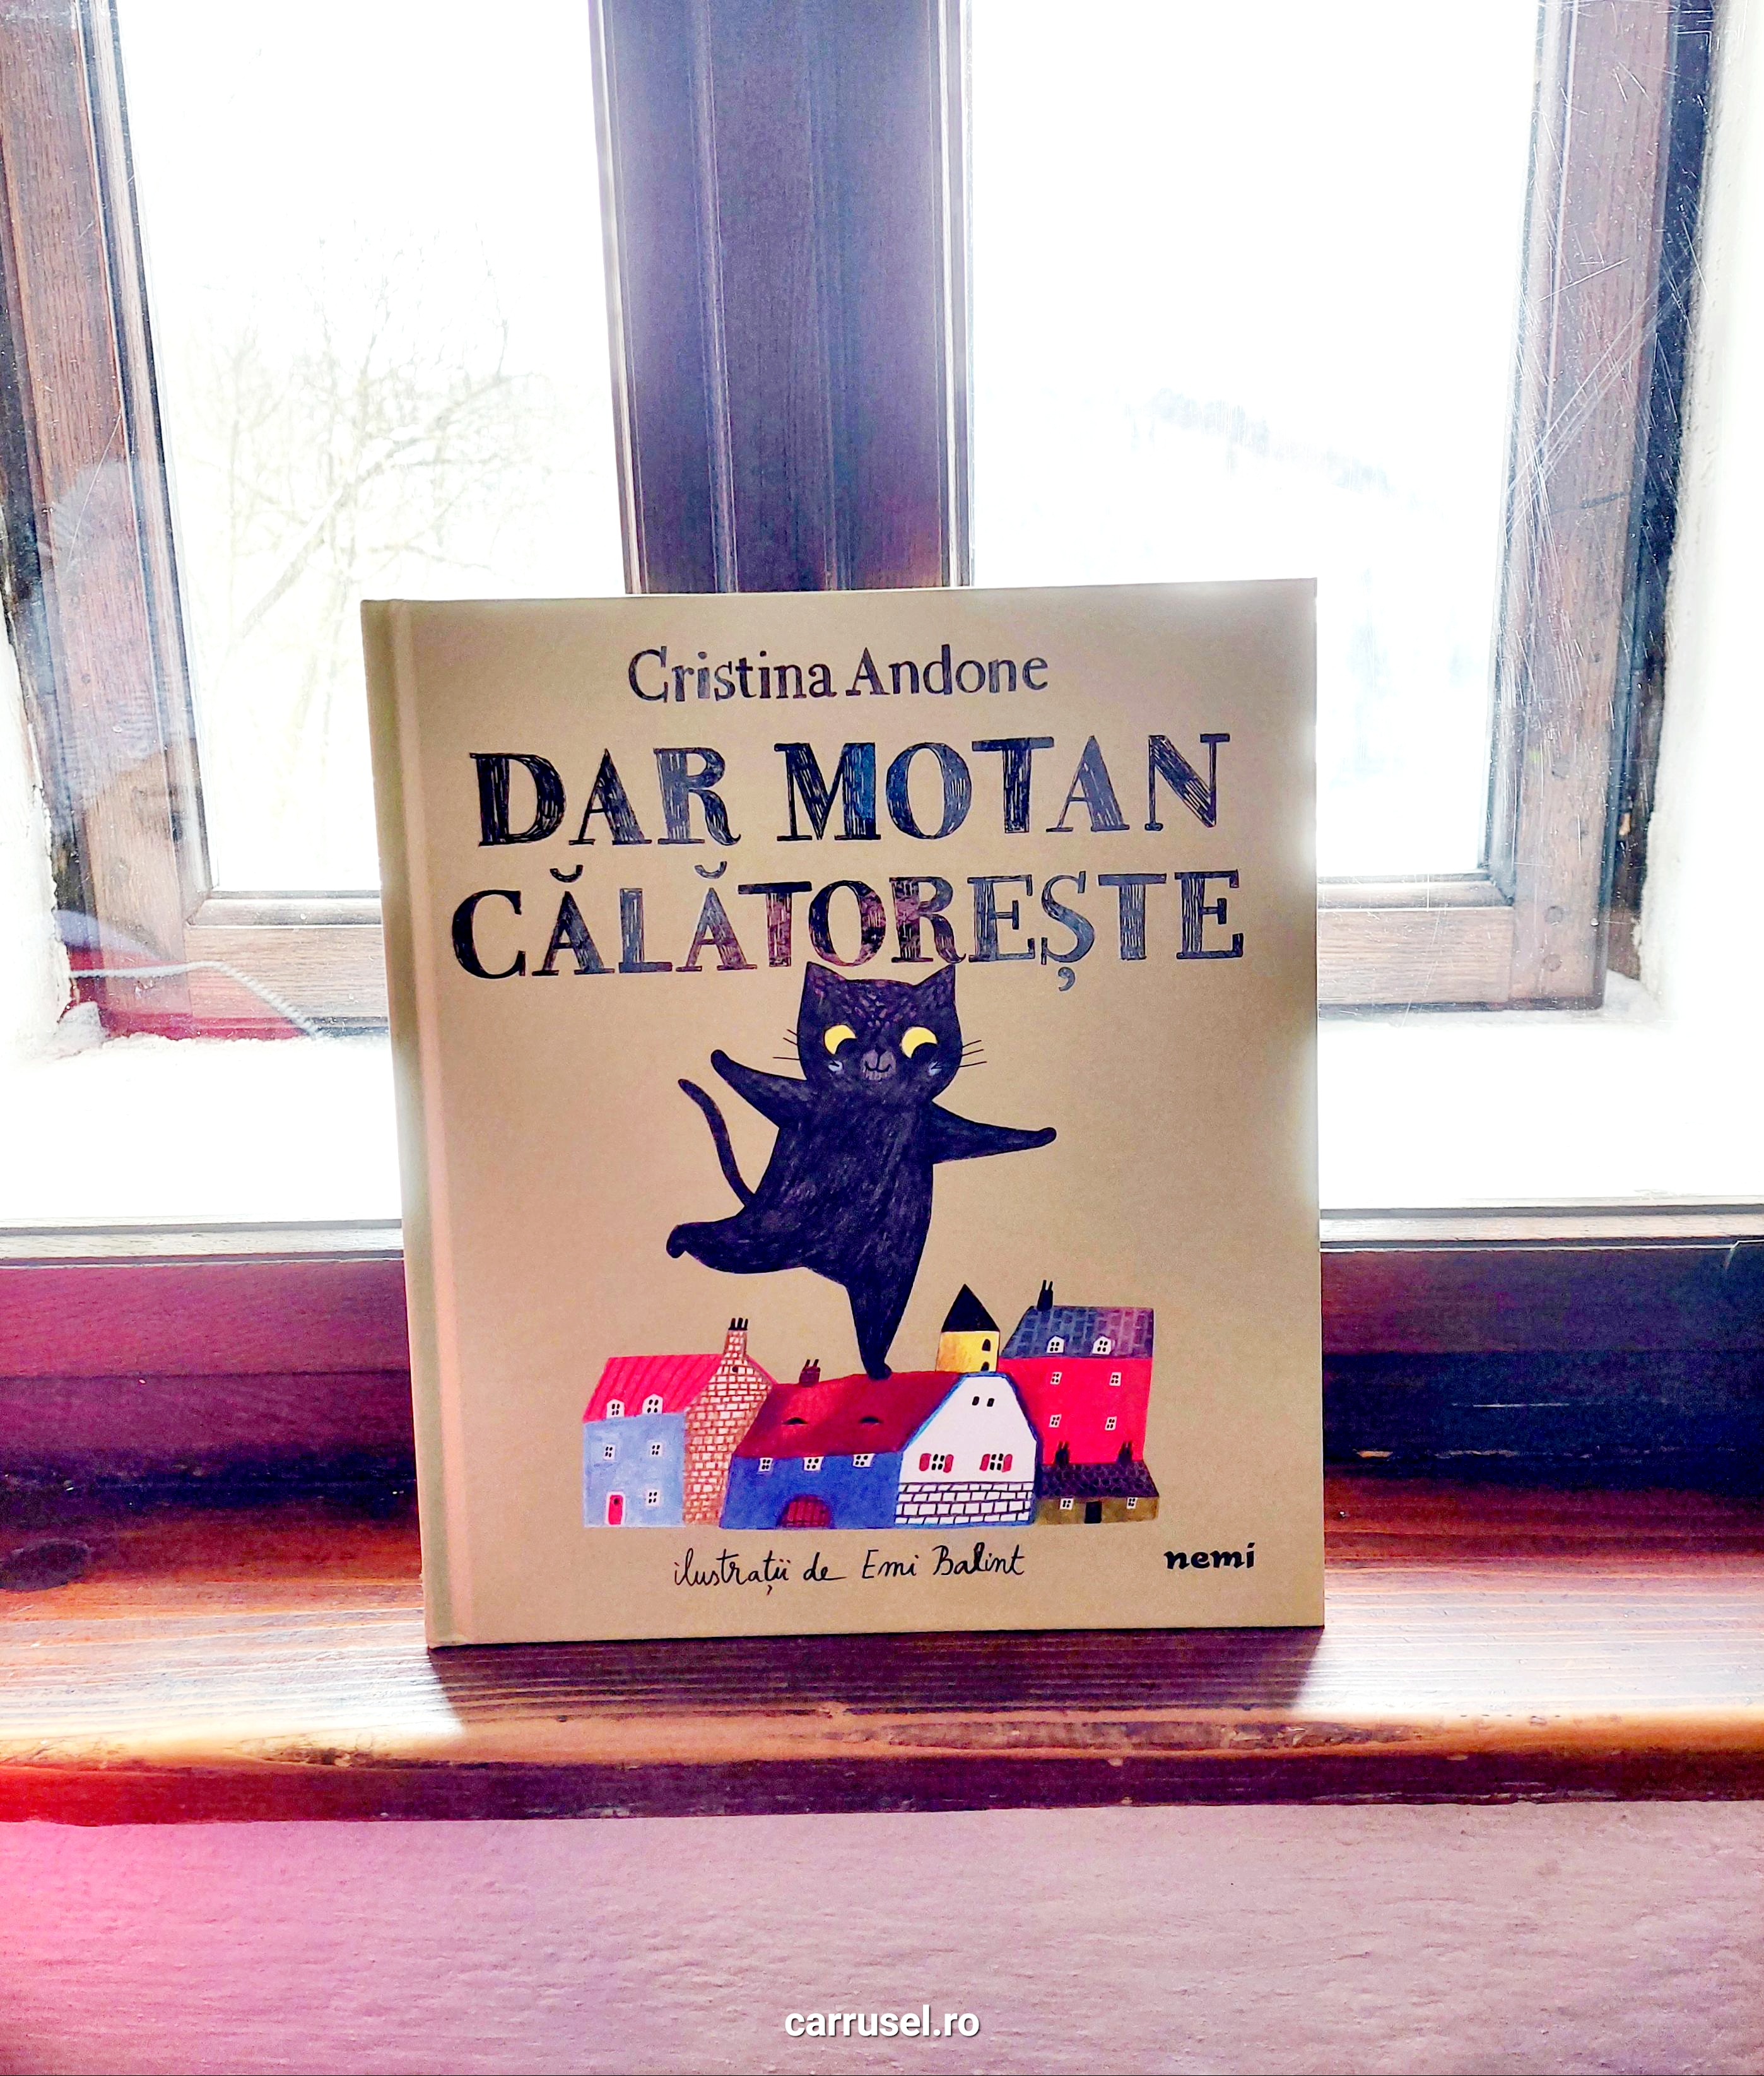 Cristina Andone
DAR MOTAN
CĂLĂTOREȘTE
ilustrații de Emi Balint
nemi
carrusel.ro